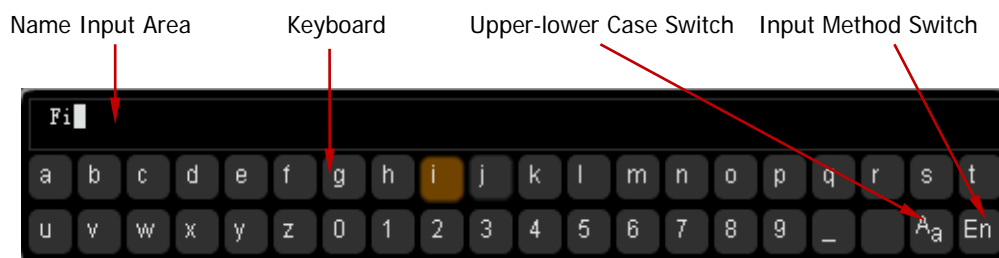 Name Input Area Keyboard Upper-lower Case Switch Input Method Switch
Fi
a b c d e f g h i j k l m n o p q r s t
u v w x y z 0 1 2 3 4 5 6 7 8 9 _ Aa En